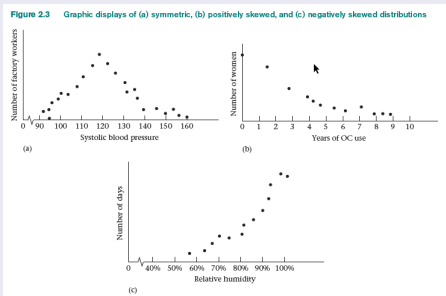 Figure 2.3 Graphic displays of (a) symmetric, (b) positively skewed, and (c) negatively skewed distributions
Number of factory workers
0 90 100 110 120 130 140 150 160
Systolic blood pressure
(a)
Number of women
0 1 2 3 4 5 6 7 8 9 10
Years of OC use
(b)
Number of days
0 40% 50% 60% 70% 80% 90% 100%
Relative humidity
(c)